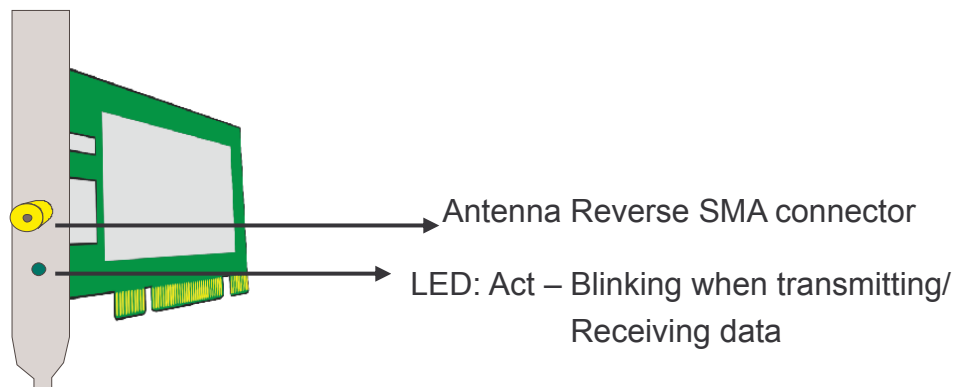 Antenna Reverse SMA connector
LED: Act – Blinking when transmitting/
Receiving data